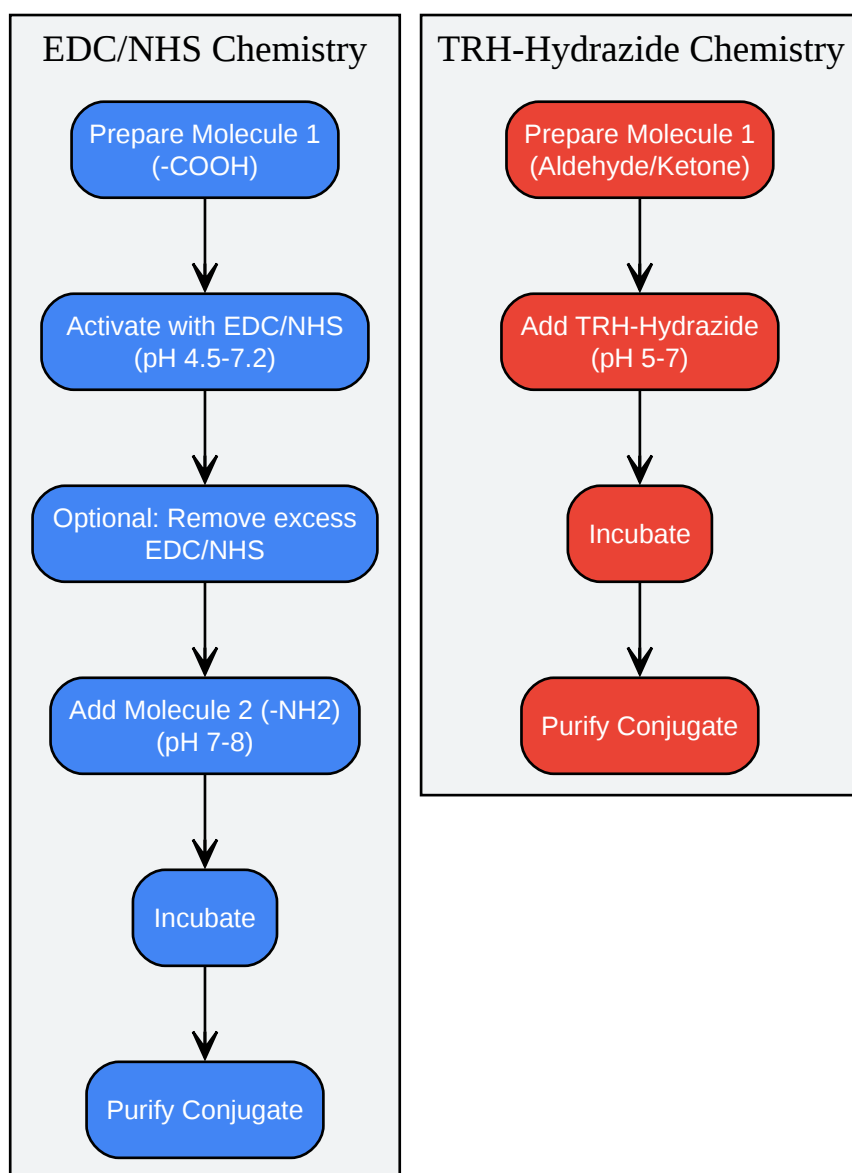 EDC/NHS Chemistry
Prepare Molecule 1
(-COOH)
Activate with EDC/NHS
(pH 4.5-7.2)
Optional: Remove excess
EDC/NHS
Add Molecule 2 (-NH2)
(pH 7-8)
Incubate
Purify Conjugate
TRH-Hydrazide Chemistry
Prepare Molecule 1
(Aldehyde/Ketone)
Add TRH-Hydrazide
(pH 5-7)
Incubate
Purify Conjugate